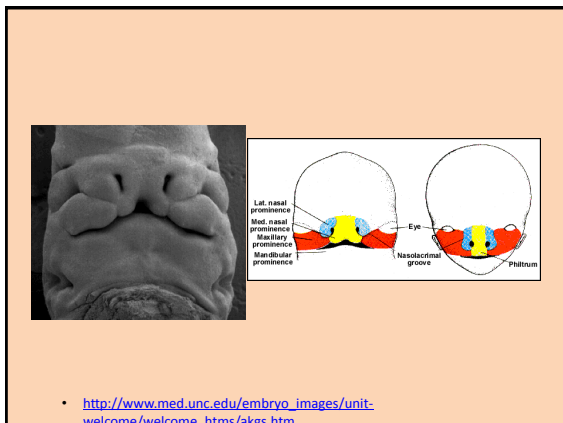 Lat. nasal
prominence
Med. nasal
prominence
Maxillary
prominence
Mandibular
prominence
Eye
Nasolacrimal
groove
Philtrum
• http://www.med.unc.edu/embryo_images/unit-
welcome/welcome_htms/akgs.htm